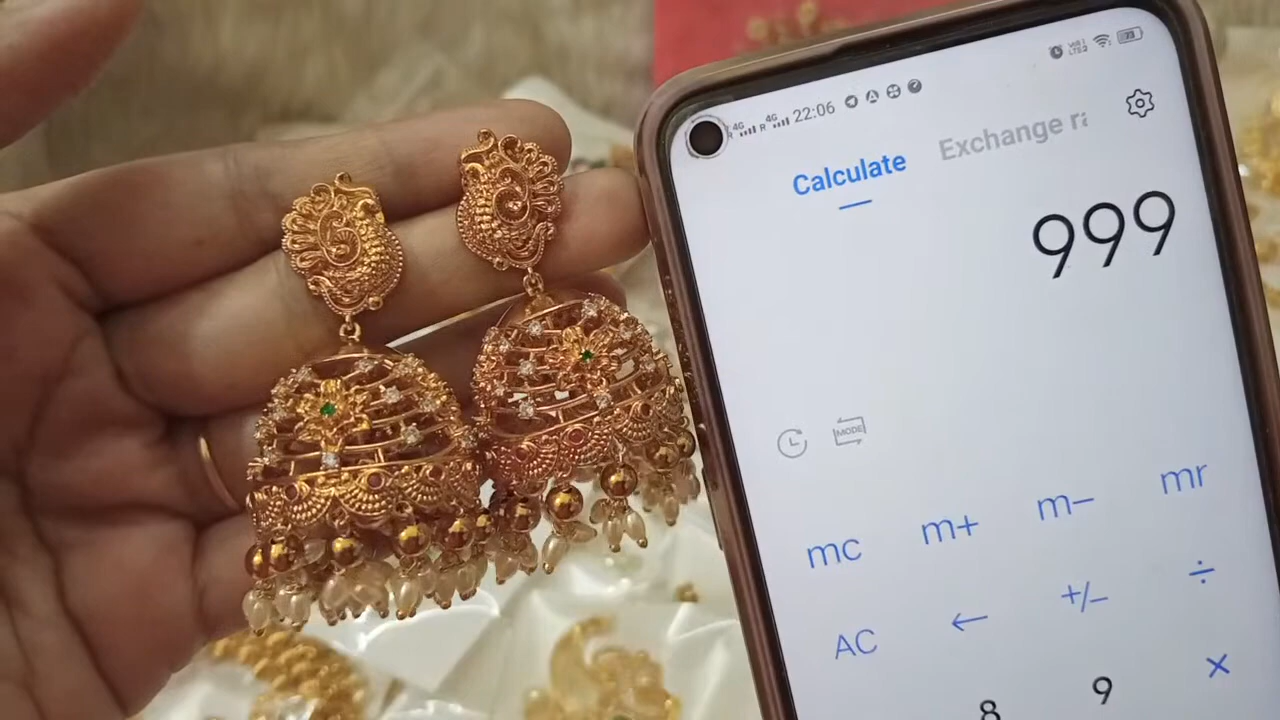 22:06
Calculate Exchange ra
999
MODE
mc m+ m− mr
AC ← +/− ÷
8 9 ×